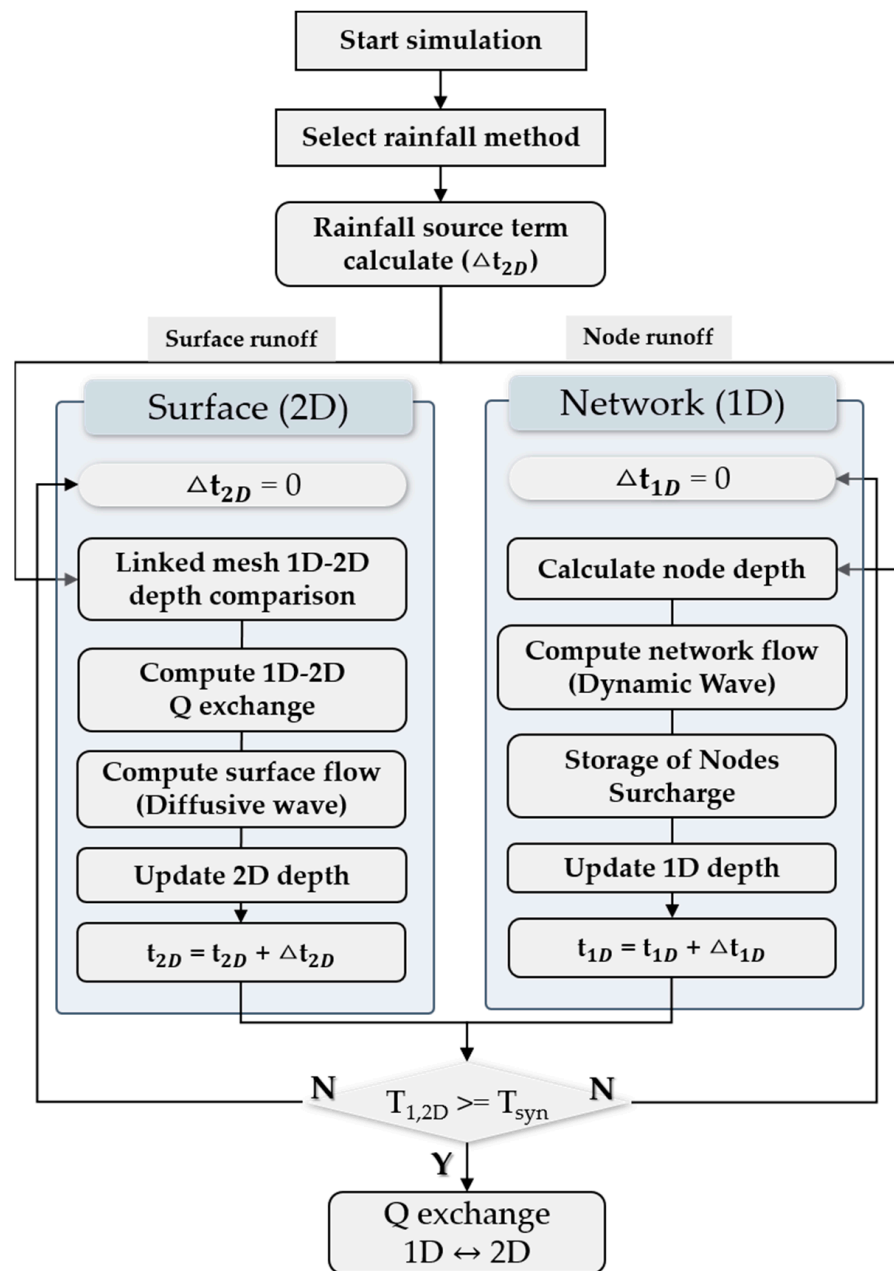 Start simulation
Select rainfall method
Rainfall source term
calculate (△t2D)
Surface runoff
Node runoff
Surface (2D)
△t2D = 0
Linked mesh 1D-2D
depth comparison
Compute 1D-2D
Q exchange
Compute surface flow
(Diffusive wave)
Update 2D depth
t2D = t2D + △t2D
Network (1D)
△t1D = 0
Calculate node depth
Compute network flow
(Dynamic Wave)
Storage of Nodes
Surcharge
Update 1D depth
t1D = t1D + △t1D
N
T1,2D >= Tsyn
N
Y
Q exchange
1D ↔ 2D